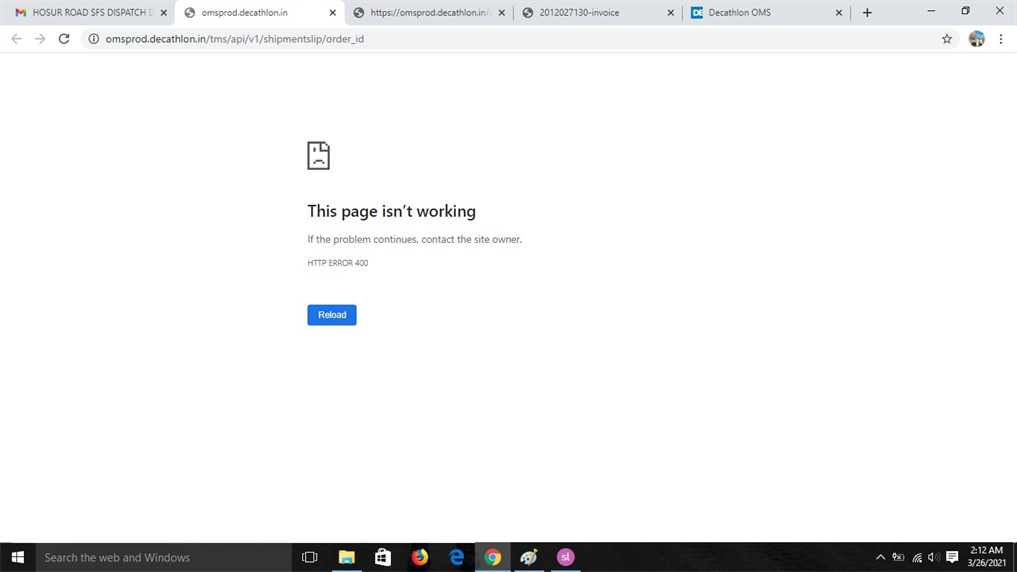 HOSUR ROAD SFS DISPATCH D
omsprod.decathlon.in
https://omsprod.decathlon.in/
2012027130-invoice
DE
Decathlon OMS
omsprod.decathlon.in/tms/api/v1/shipmentslip/order_id
This page isn’t working
If the problem continues, contact the site owner.
HTTP ERROR 400
Reload
Search the web and Windows
sl
2:12 AM
3/26/2021